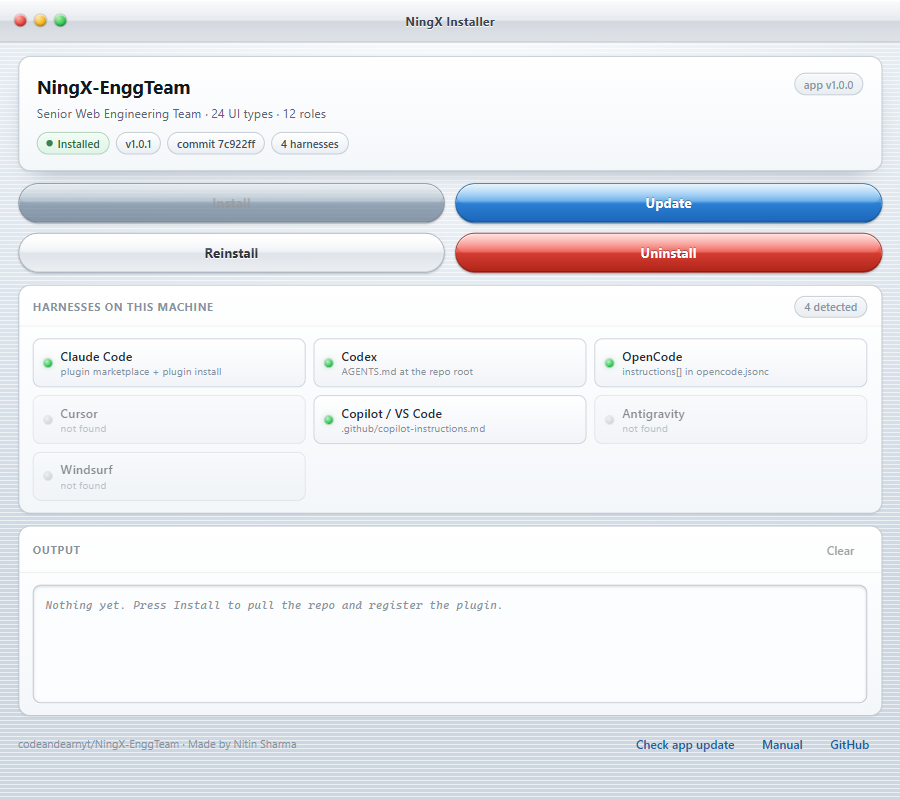 NingX Installer
NingX-EnggTeam
app v1.0.0
Senior Web Engineering Team · 24 UI types · 12 roles
Installed
v1.0.1
commit 7c922ff
4 harnesses
Install
Update
Reinstall
Uninstall
HARNESSES ON THIS MACHINE
4 detected
Claude Code
plugin marketplace + plugin install
Codex
AGENTS.md at the repo root
OpenCode
instructions[] in opencode.jsonc
Cursor
not found
Copilot / VS Code
.github/copilot-instructions.md
Antigravity
not found
Windsurf
not found
OUTPUT
Clear
Nothing yet. Press Install to pull the repo and register the plugin.
codeandearnyt/NingX-EnggTeam · Made by Nitin Sharma
Check app update
Manual
GitHub